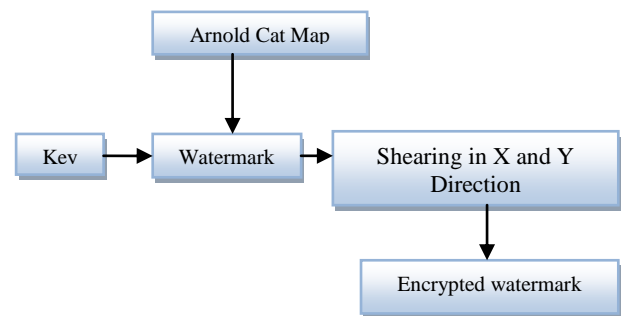 Arnold Cat Map
Kev
Watermark
Shearing in X and Y
Direction
Encrypted watermark